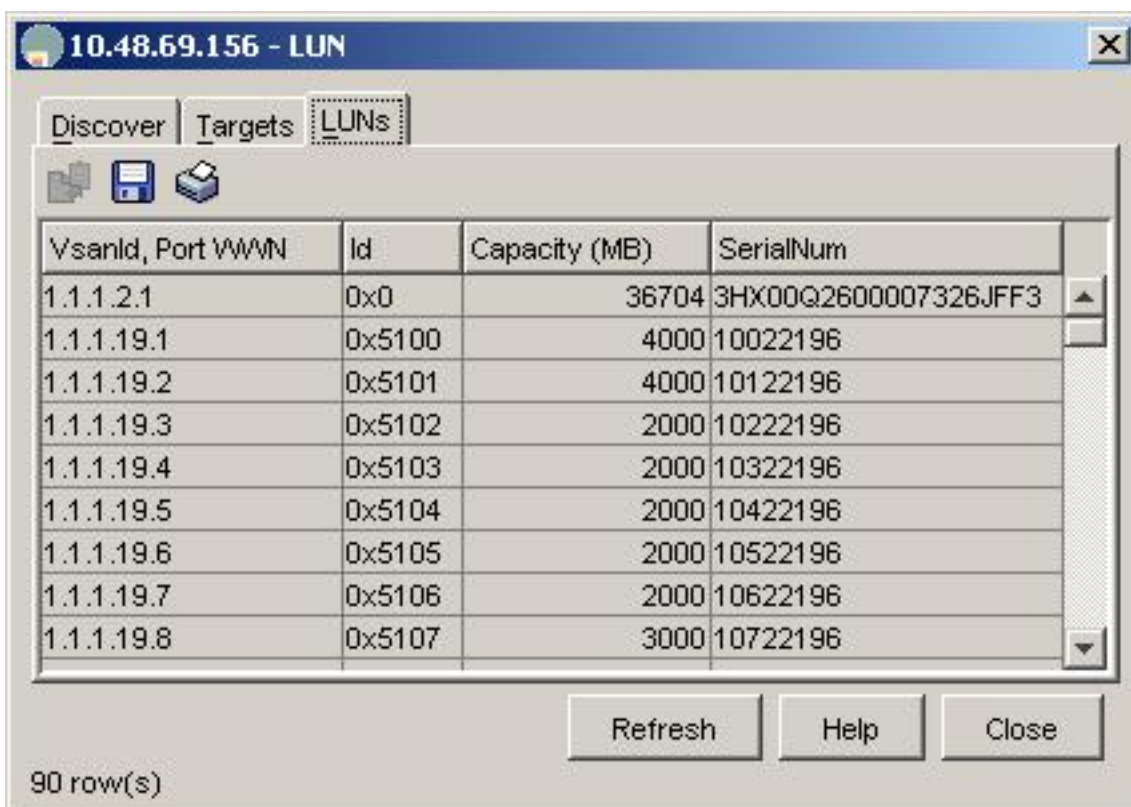 10.48.69.156 - LUN
Discover Targets LUNs
VsanId, Port WWN Id Capacity (MB) SerialNum
1.1.1.2.1 0x0 36704 3HX00Q2600007326JFF3
1.1.1.19.1 0x5100 4000 10022196
1.1.1.19.2 0x5101 4000 10122196
1.1.1.19.3 0x5102 2000 10222196
1.1.1.19.4 0x5103 2000 10322196
1.1.1.19.5 0x5104 2000 10422196
1.1.1.19.6 0x5105 2000 10522196
1.1.1.19.7 0x5106 2000 10622196
1.1.1.19.8 0x5107 3000 10722196
Refresh Help Close
90 row(s)